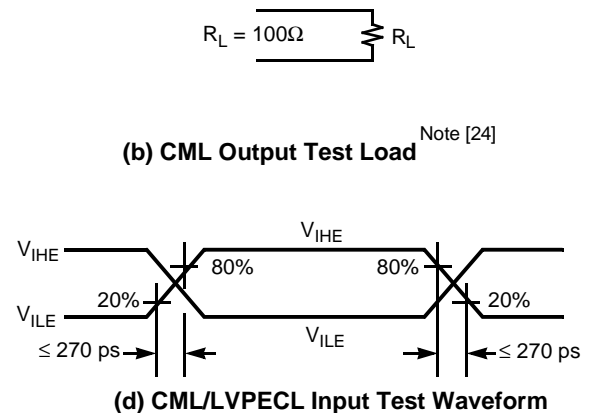 R_L = 100Ω R_L
(b) CML Output Test Load Note [24]
V_IHE V_IHE
80% 80%
20% 20%
V_ILE V_ILE
≤ 270 ps ≤ 270 ps
(d) CML/LVPECL Input Test Waveform